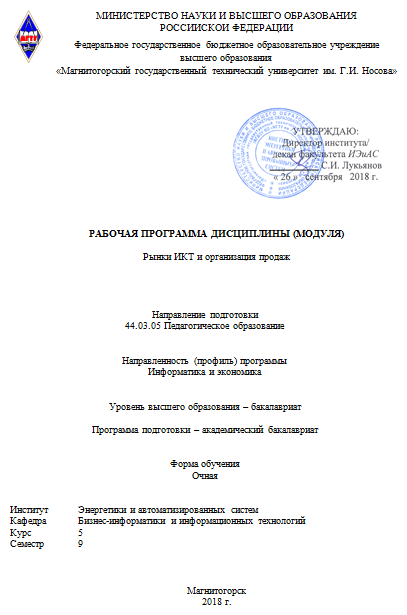 МИНИСТЕРСТВО НАУКИ И ВЫСШЕГО ОБРАЗОВАНИЯ
РОССИЙСКОЙ ФЕДЕРАЦИИ
Федеральное государственное бюджетное образовательное учреждение
высшего образования
«Магнитогорский государственный технический университет им. Г.И. Носова»
УТВЕРЖДАЮ:
Директор института/
декан факультета ИЭиАС
С.И. Лукьянов
« 26 » сентября 2018 г.
РАБОЧАЯ ПРОГРАММА ДИСЦИПЛИНЫ (МОДУЛЯ)
Рынки ИКТ и организация продаж
Направление подготовки
44.03.05 Педагогическое образование
Направленность (профиль) программы
Информатика и экономика
Уровень высшего образования – бакалавриат
Программа подготовки – академический бакалавриат
Форма обучения
Очная
Институт Энергетики и автоматизированных систем
Кафедра Бизнес-информатики и информационных технологий
Курс 5
Семестр 9
Магнитогорск
2018 г.